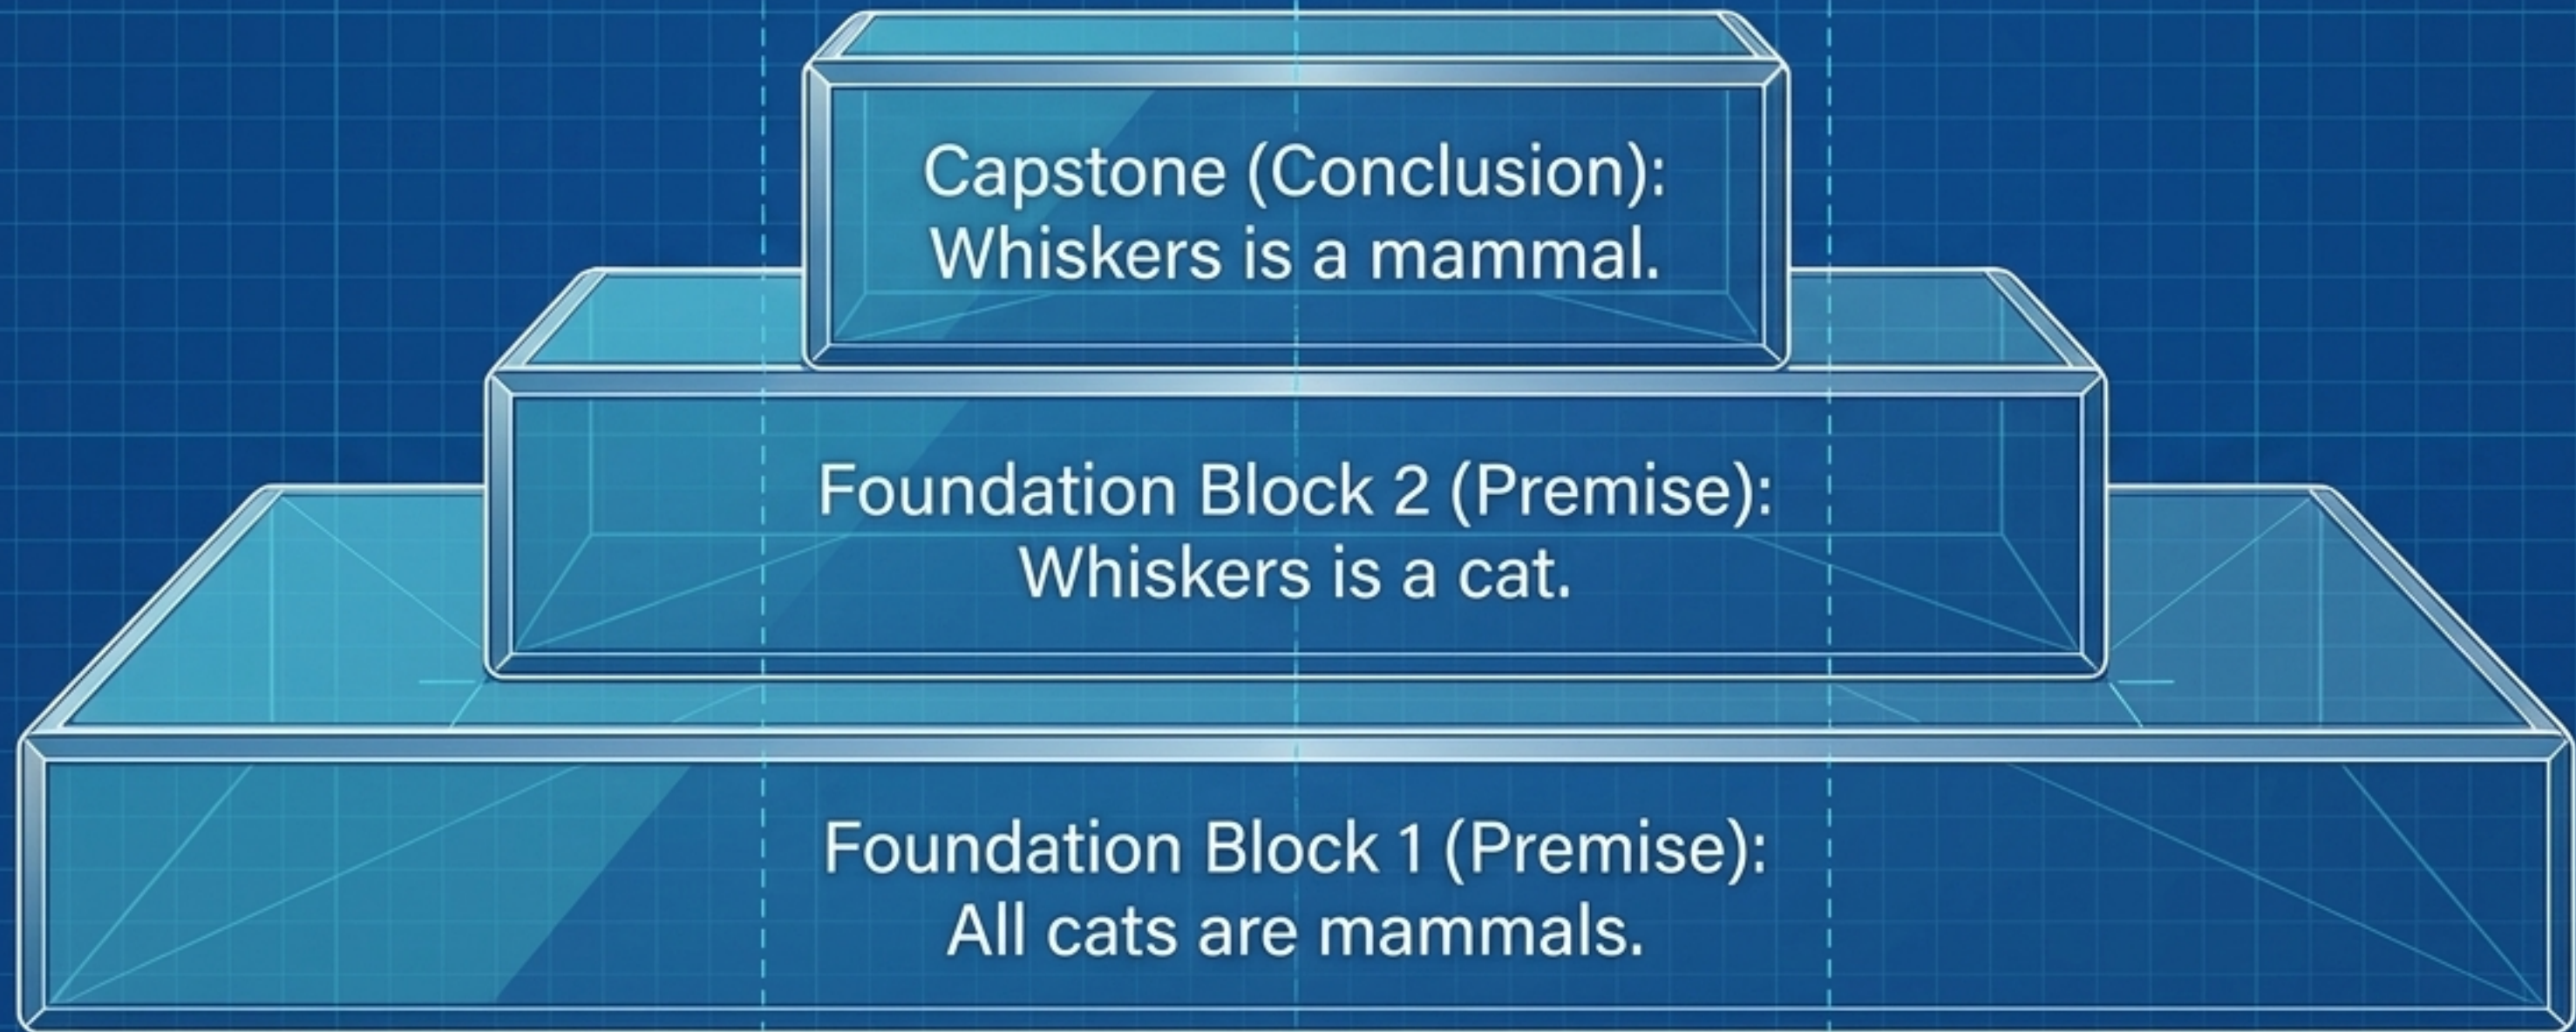 Capstone (Conclusion):
Whiskers is a mammal.
Foundation Block 2 (Premise):
Whiskers is a cat.
Foundation Block 1 (Premise):
All cats are mammals.